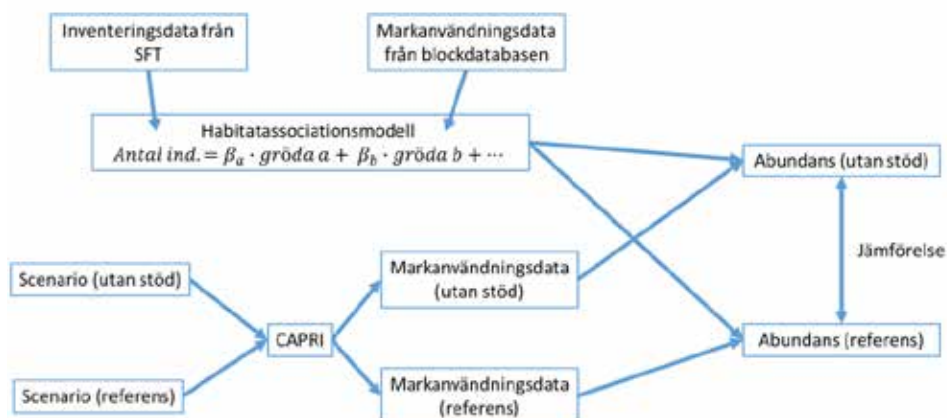 Inventeringsdata från
SFT
Markanvändningsdata
från blockdatabasen
Habitatassociationsmodell
Antal ind. = βₐ · gröda a + β_b · gröda b + ⋯
Abundans (utan stöd)
Jämförelse
Scenario (utan stöd)
Markanvändningsdata
(utan stöd)
CAPRI
Abundans (referens)
Scenario (referens)
Markanvändningsdata
(referens)